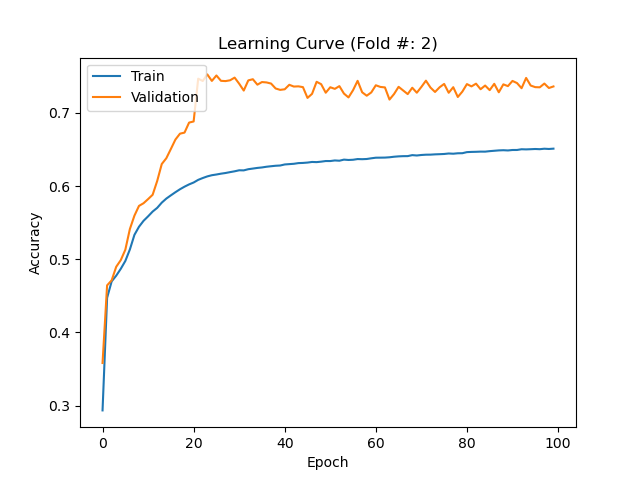 Learning Curve (Fold #: 2)
Train
Validation
0.7
0.6
0.5
0.4
0.3
Accuracy
0 20 40 60 80 100
Epoch